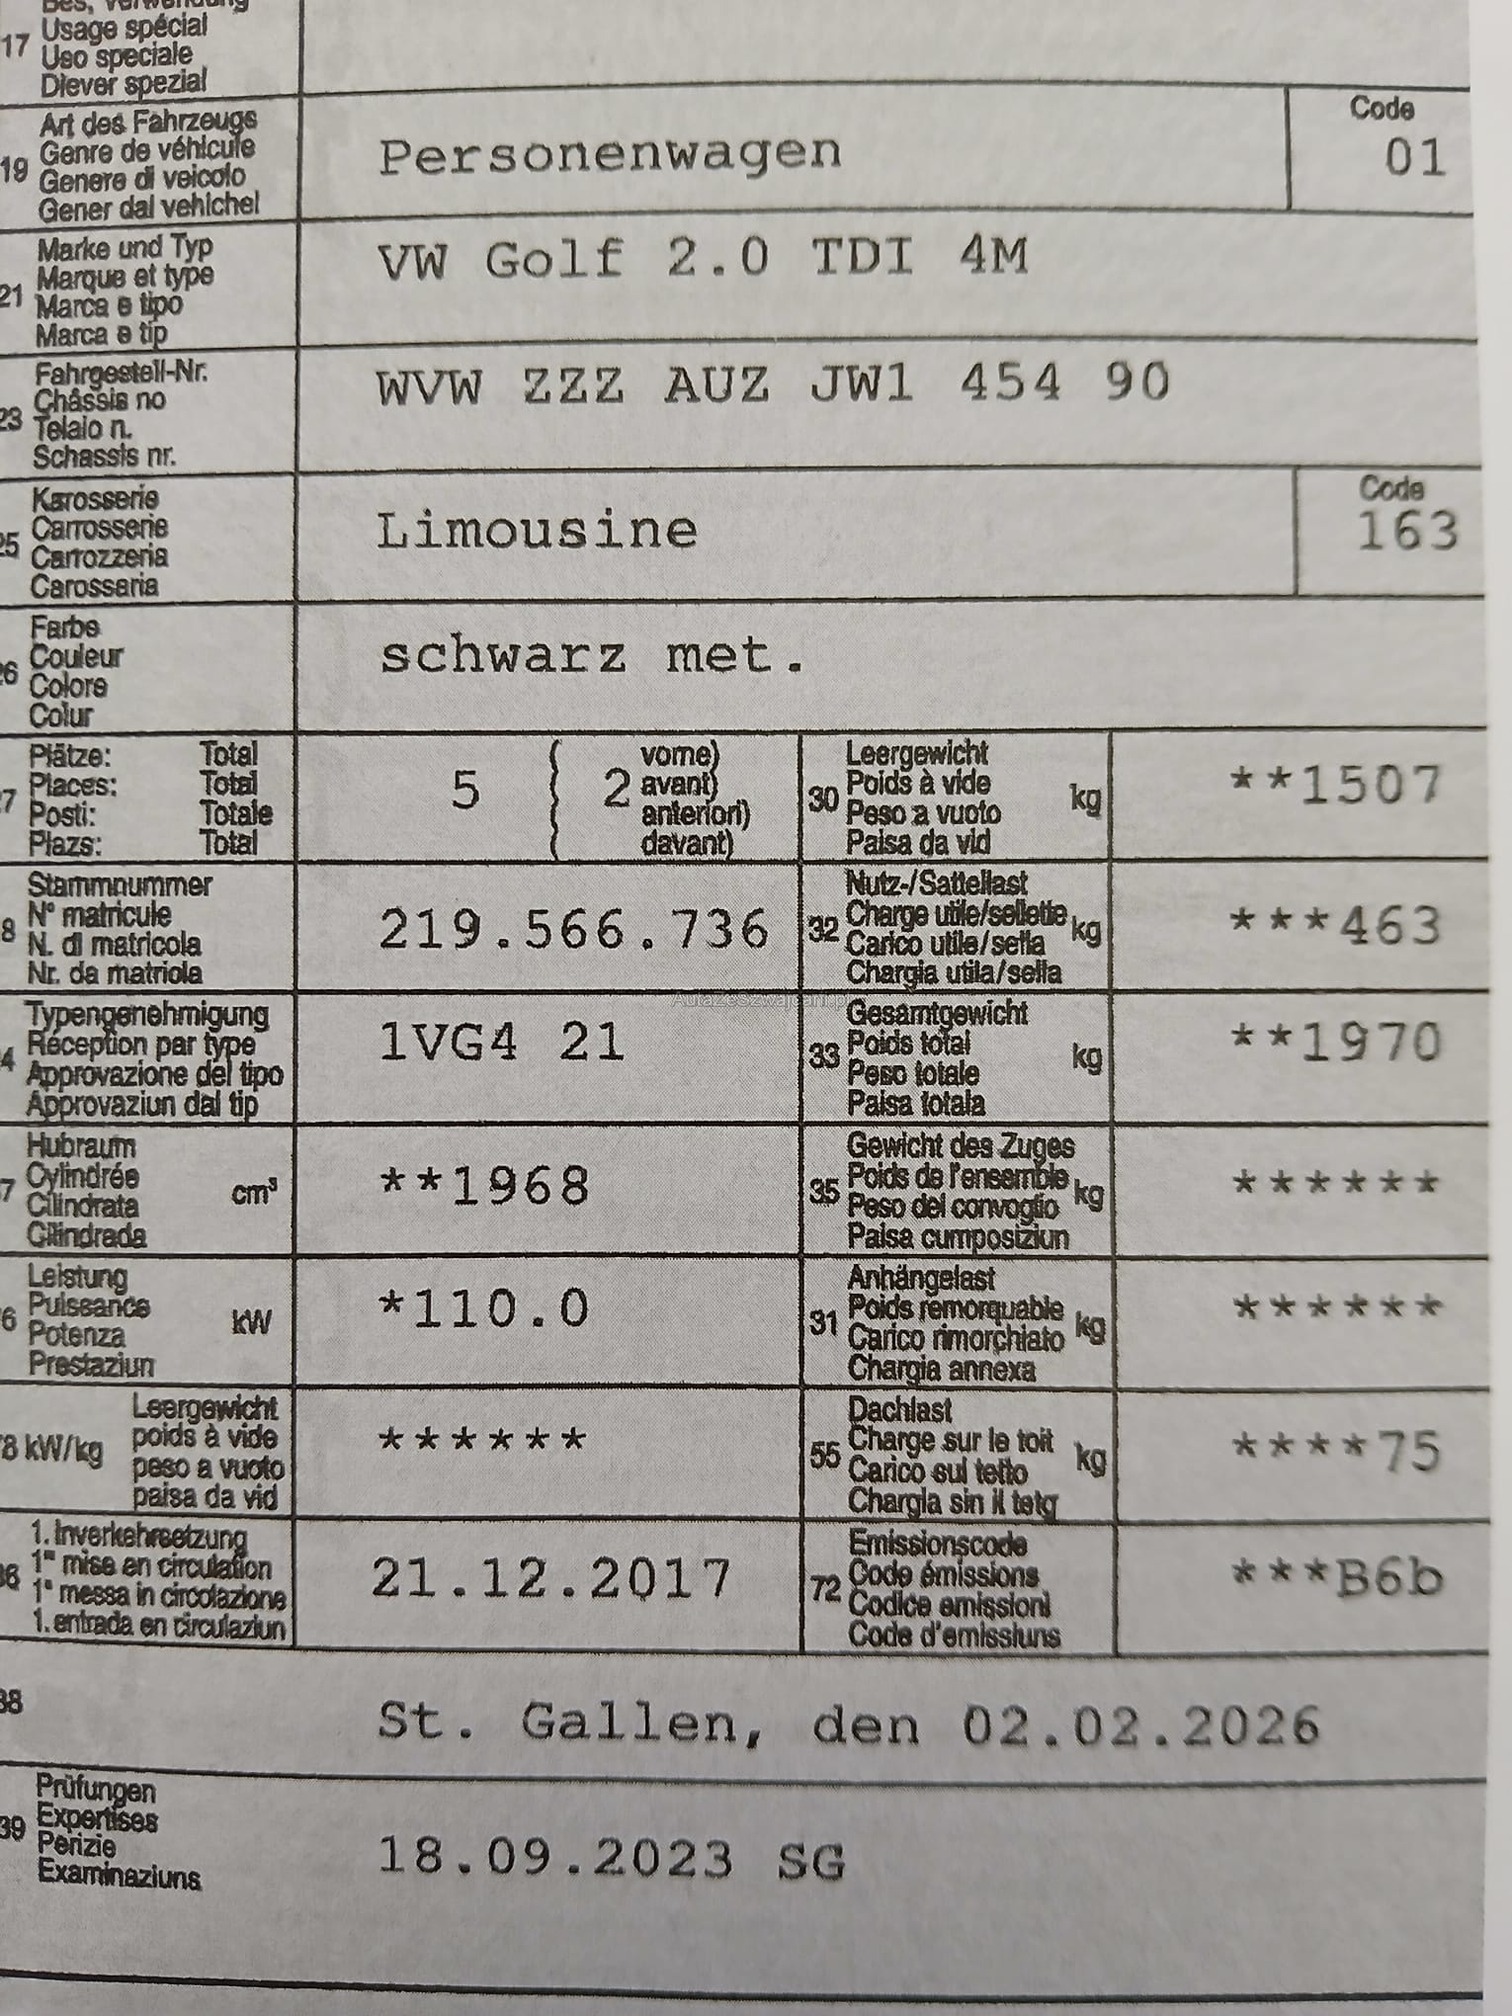 17 Usage spécial
Uso speciale
Diever spezial
19 Art des Fahrzeugs
Genre de véhicule
Genere di veicolo
Gener dal vehichel
Personenwagen
Code
01
21 Marke und Typ
Marque et type
Marca e tipo
Marca e tip
VW Golf 2.0 TDI 4M
23 Fahrgestell-Nr.
Châssis no
Telaio n.
Schassis nr.
WVW ZZZ AUZ JW1 454 90
25 Karosserie
Carrosserie
Carrozzeria
Carossaria
Limousine
Code
163
26 Farbe
Couleur
Colore
Colur
schwarz met.
7 Plätze: Total
Places: Total
Posti: Totale
Plazs: Total
5 { 2 vorne)
avant)
anteriori)
davant)
30 Leergewicht
Poids à vide
Peso a vuoto
Paisa da vid
kg
**1507
8 Stammnummer
N° matricule
N. di matricola
Nr. da matriola
219.566.736
32 Nutz-/Sattellast
Charge utile/sellette
Carico utile/sella
Chargia utila/sella
kg
***463
AutaZeSzwajcarii.pl
4 Typengenehmigung
Réception par type
Approvazione del tipo
Approvaziun dal tip
1VG4 21
33 Gesamtgewicht
Poids total
Peso totale
Paisa totala
kg
**1970
7 Hubraum
Cylindrée
Cilindrata
Cilindrada
cm³
**1968
35 Gewicht des Zuges
Poids de l'ensemble
Peso del convoglio
Paisa cumposiziun
kg
******
6 Leistung
Puissance
Potenza
Prestaziun
kW
*110.0
31 Anhängelast
Poids remorquable
Carico rimorchiato
Chargia annexa
kg
******
8 kW/kg Leergewicht
poids à vide
peso a vuoto
paisa da vid
******
55 Dachlast
Charge sur le toit
Carico sul tetto
Chargia sin il tetg
kg
****75
36 1. Inverkehrsetzung
1re mise en circulation
1a messa in circolazione
1. entrada en circulaziun
21.12.2017
72 Emissionscode
Code émissions
Codice emissioni
Code d'emissiuns
***B6b
38
St. Gallen, den 02.02.2026
39 Prüfungen
Expertises
Perizie
Examinaziuns
18.09.2023 SG